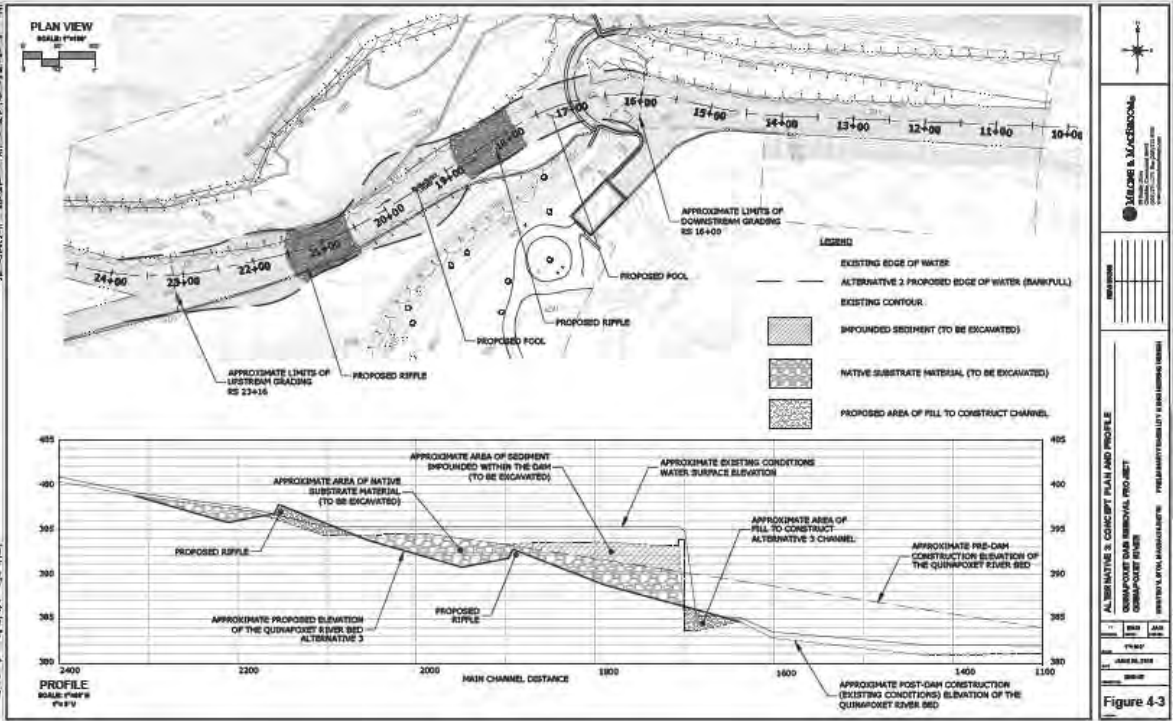 PLAN VIEW
24+00
23+00
22+00
21+00
20+00
19+00
18+00
17+00
16+00
15+00
14+00
13+00
12+00
11+00
10+00
APPROXIMATE LIMITS OF
DOWNSTREAM GRADING
RS 16+00
PROPOSED POOL
PROPOSED RIFFLE
PROPOSED POOL
PROPOSED RIFFLE
APPROXIMATE LIMITS OF
UPSTREAM GRADING
RS 23+16
LEGEND
EXISTING EDGE OF WATER
ALTERNATIVE 2 PROPOSED EDGE OF WATER (BANKFULL)
EXISTING CONTOUR
IMPOUNDED SEDIMENT (TO BE EXCAVATED)
NATIVE SUBSTRATE MATERIAL (TO BE EXCAVATED)
PROPOSED AREA OF FILL TO CONSTRUCT CHANNEL
405
400
395
390
385
380
405
400
395
390
385
380
APPROXIMATE AREA OF SEDIMENT
IMPOUNDED WITHIN THE DAM
(TO BE EXCAVATED)
APPROXIMATE EXISTING CONDITIONS
WATER SURFACE ELEVATION
APPROXIMATE AREA OF NATIVE
SUBSTRATE MATERIAL
(TO BE EXCAVATED)
APPROXIMATE AREA OF
FILL TO CONSTRUCT
ALTERNATIVE 3 CHANNEL
PROPOSED RIFFLE
APPROXIMATE PRE-DAM
CONSTRUCTION ELEVATION OF
THE QUINAPOXET RIVER BED
APPROXIMATE PROPOSED ELEVATION
OF THE QUINAPOXET RIVER BED
ALTERNATIVE 3
PROPOSED
RIFFLE
2400
2200
2000
1800
1600
1400
1100
MAIN CHANNEL DISTANCE
PROFILE
APPROXIMATE POST-DAM CONSTRUCTION
(EXISTING CONDITIONS) ELEVATION OF THE
QUINAPOXET RIVER BED
MILONE & MACBROOM
ALTERNATIVE 3: CONCEPT PLAN AND PROFILE
QUINAPOXET DAM REMOVAL PROJECT
QUINAPOXET RIVER
Figure 4-3